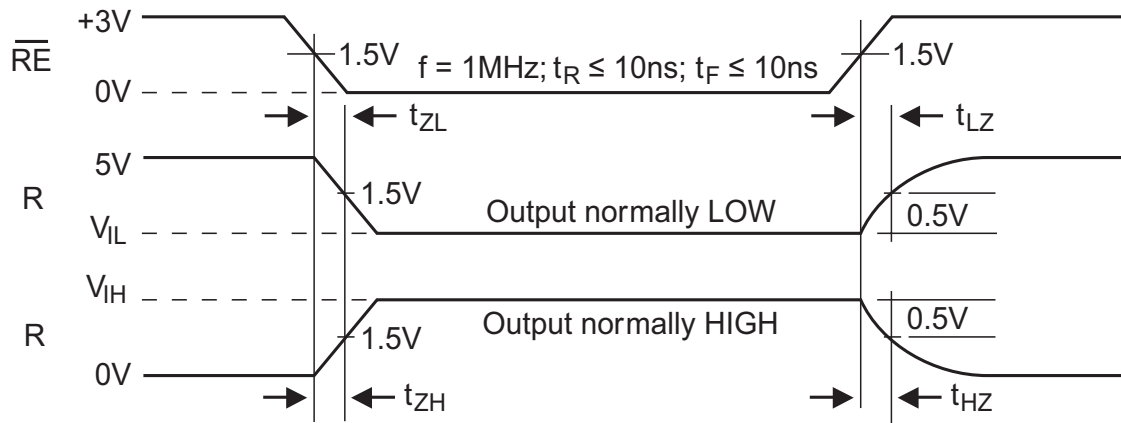 +3V
RE
1.5V
f = 1MHz; tR ≤ 10ns; tF ≤ 10ns
1.5V
0V
tZL
tLZ
5V
R
1.5V
Output normally LOW
0.5V
VIL
VIH
R
1.5V
Output normally HIGH
0.5V
0V
tZH
tHZ